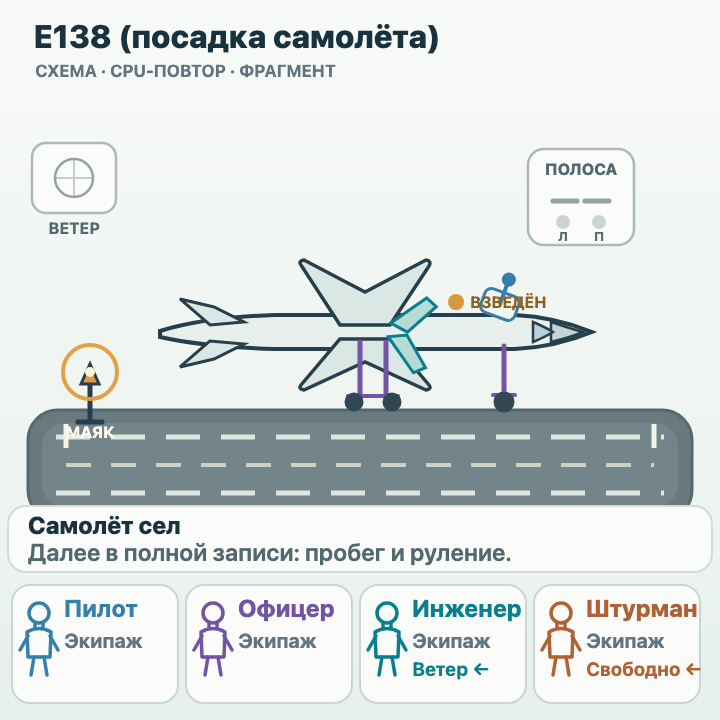 E138 (посадка самолёта)
СХЕМА · CPU-ПОВТОР · ФРАГМЕНТ
ПОЛОСА
Л П
ВЕТЕР
ВЗВЕДЁН
МАЯК
Самолёт сел
Далее в полной записи: пробег и руление.
Пилот
Экипаж
Офицер
Экипаж
Инженер
Экипаж
Ветер ←
Штурман
Экипаж
Свободно ←